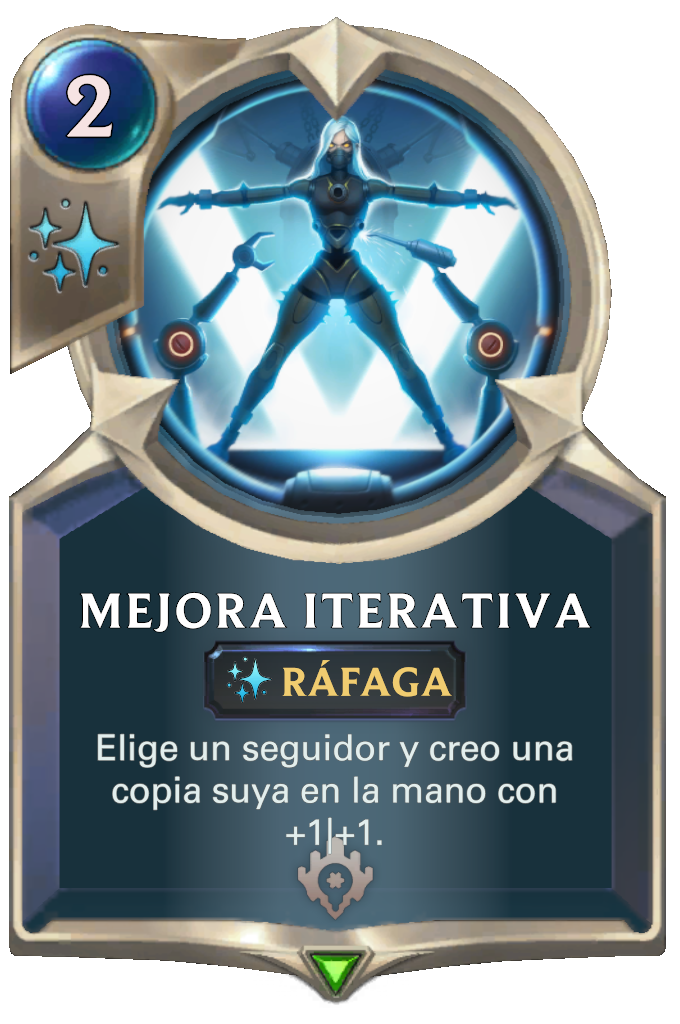 2
MEJORA ITERATIVA
RÁFAGA
Elige un seguidor y creo una
copia suya en la mano con
+1|+1.